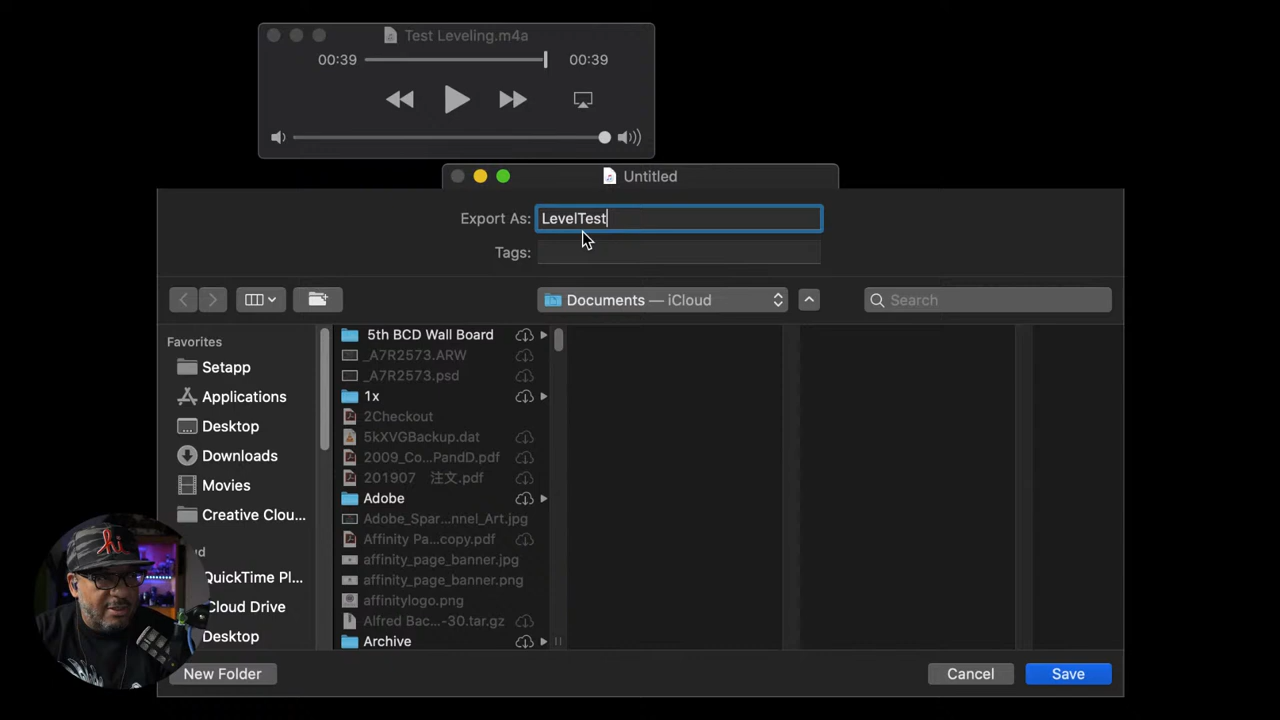 Test Leveling.m4a
00:39
00:39
Untitled
Export As: LevelTest
Tags:
Documents — iCloud
Search
Favorites
Setapp
Applications
Desktop
Downloads
Movies
Creative Clou...
QuickTime Pl...
iCloud Drive
Desktop
5th BCD Wall Board
_A7R2573.ARW
_A7R2573.psd
1x
2Checkout
5kXVGBackup.dat
2009_Co...PandD.pdf
201907 注文.pdf
Adobe
Adobe_Spar...nnel_Art.jpg
Affinity Pa...copy.pdf
affinity_page_banner.jpg
affinity_page_banner.png
affinitylogo.png
Alfred Bac...-30.tar.gz
Archive
hi
New Folder
Cancel
Save